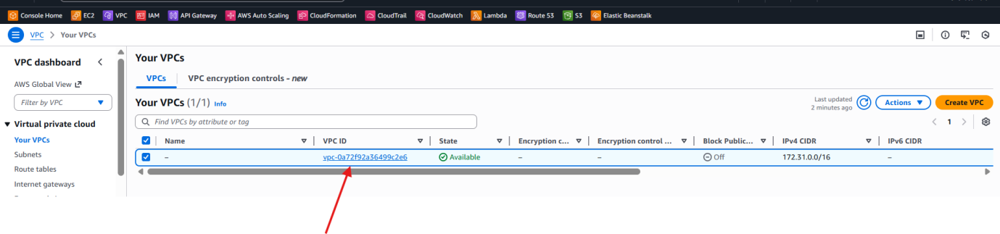 Console Home EC2 VPC IAM API Gateway AWS Auto Scaling CloudFormation CloudTrail CloudWatch Lambda Route 53 S3 Elastic Beanstalk
VPC > Your VPCs
VPC dashboard
AWS Global View
Filter by VPC
Virtual private cloud
Your VPCs
Subnets
Route tables
Internet gateways
Your VPCs
VPCs VPC encryption controls - new
Your VPCs (1/1) Info
Last updated
2 minutes ago
Actions
Create VPC
Find VPCs by attribute or tag
1
Name VPC ID State Encryption c... Encryption control ... Block Public... IPv4 CIDR IPv6 CIDR
– vpc-0a72f92a36499c2e6 Available – – Off 172.31.0.0/16 –